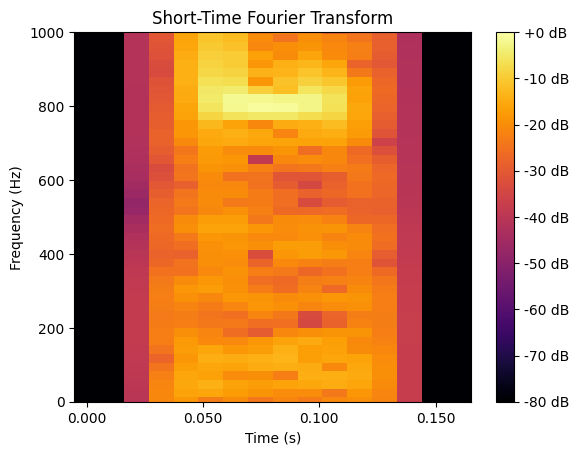 Short-Time Fourier Transform
1000
800
600
400
200
0
Frequency (Hz)
0.000
0.050
0.100
0.150
Time (s)
+0 dB
-10 dB
-20 dB
-30 dB
-40 dB
-50 dB
-60 dB
-70 dB
-80 dB